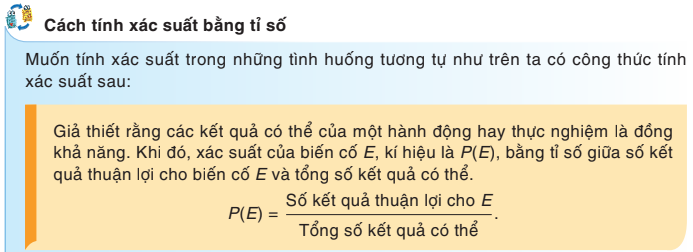 Cách tính xác suất bằng tỉ số
Muốn tính xác suất trong những tình huống tương tự như trên ta có công thức tính
xác suất sau:
Giả thiết rằng các kết quả có thể của một hành động hay thực nghiệm là đồng
khả năng. Khi đó, xác suất của biến cố E, kí hiệu là P(E), bằng tỉ số giữa số kết
quả thuận lợi cho biến cố E và tổng số kết quả có thể.
P(E) = Số kết quả thuận lợi cho E / Tổng số kết quả có thể.